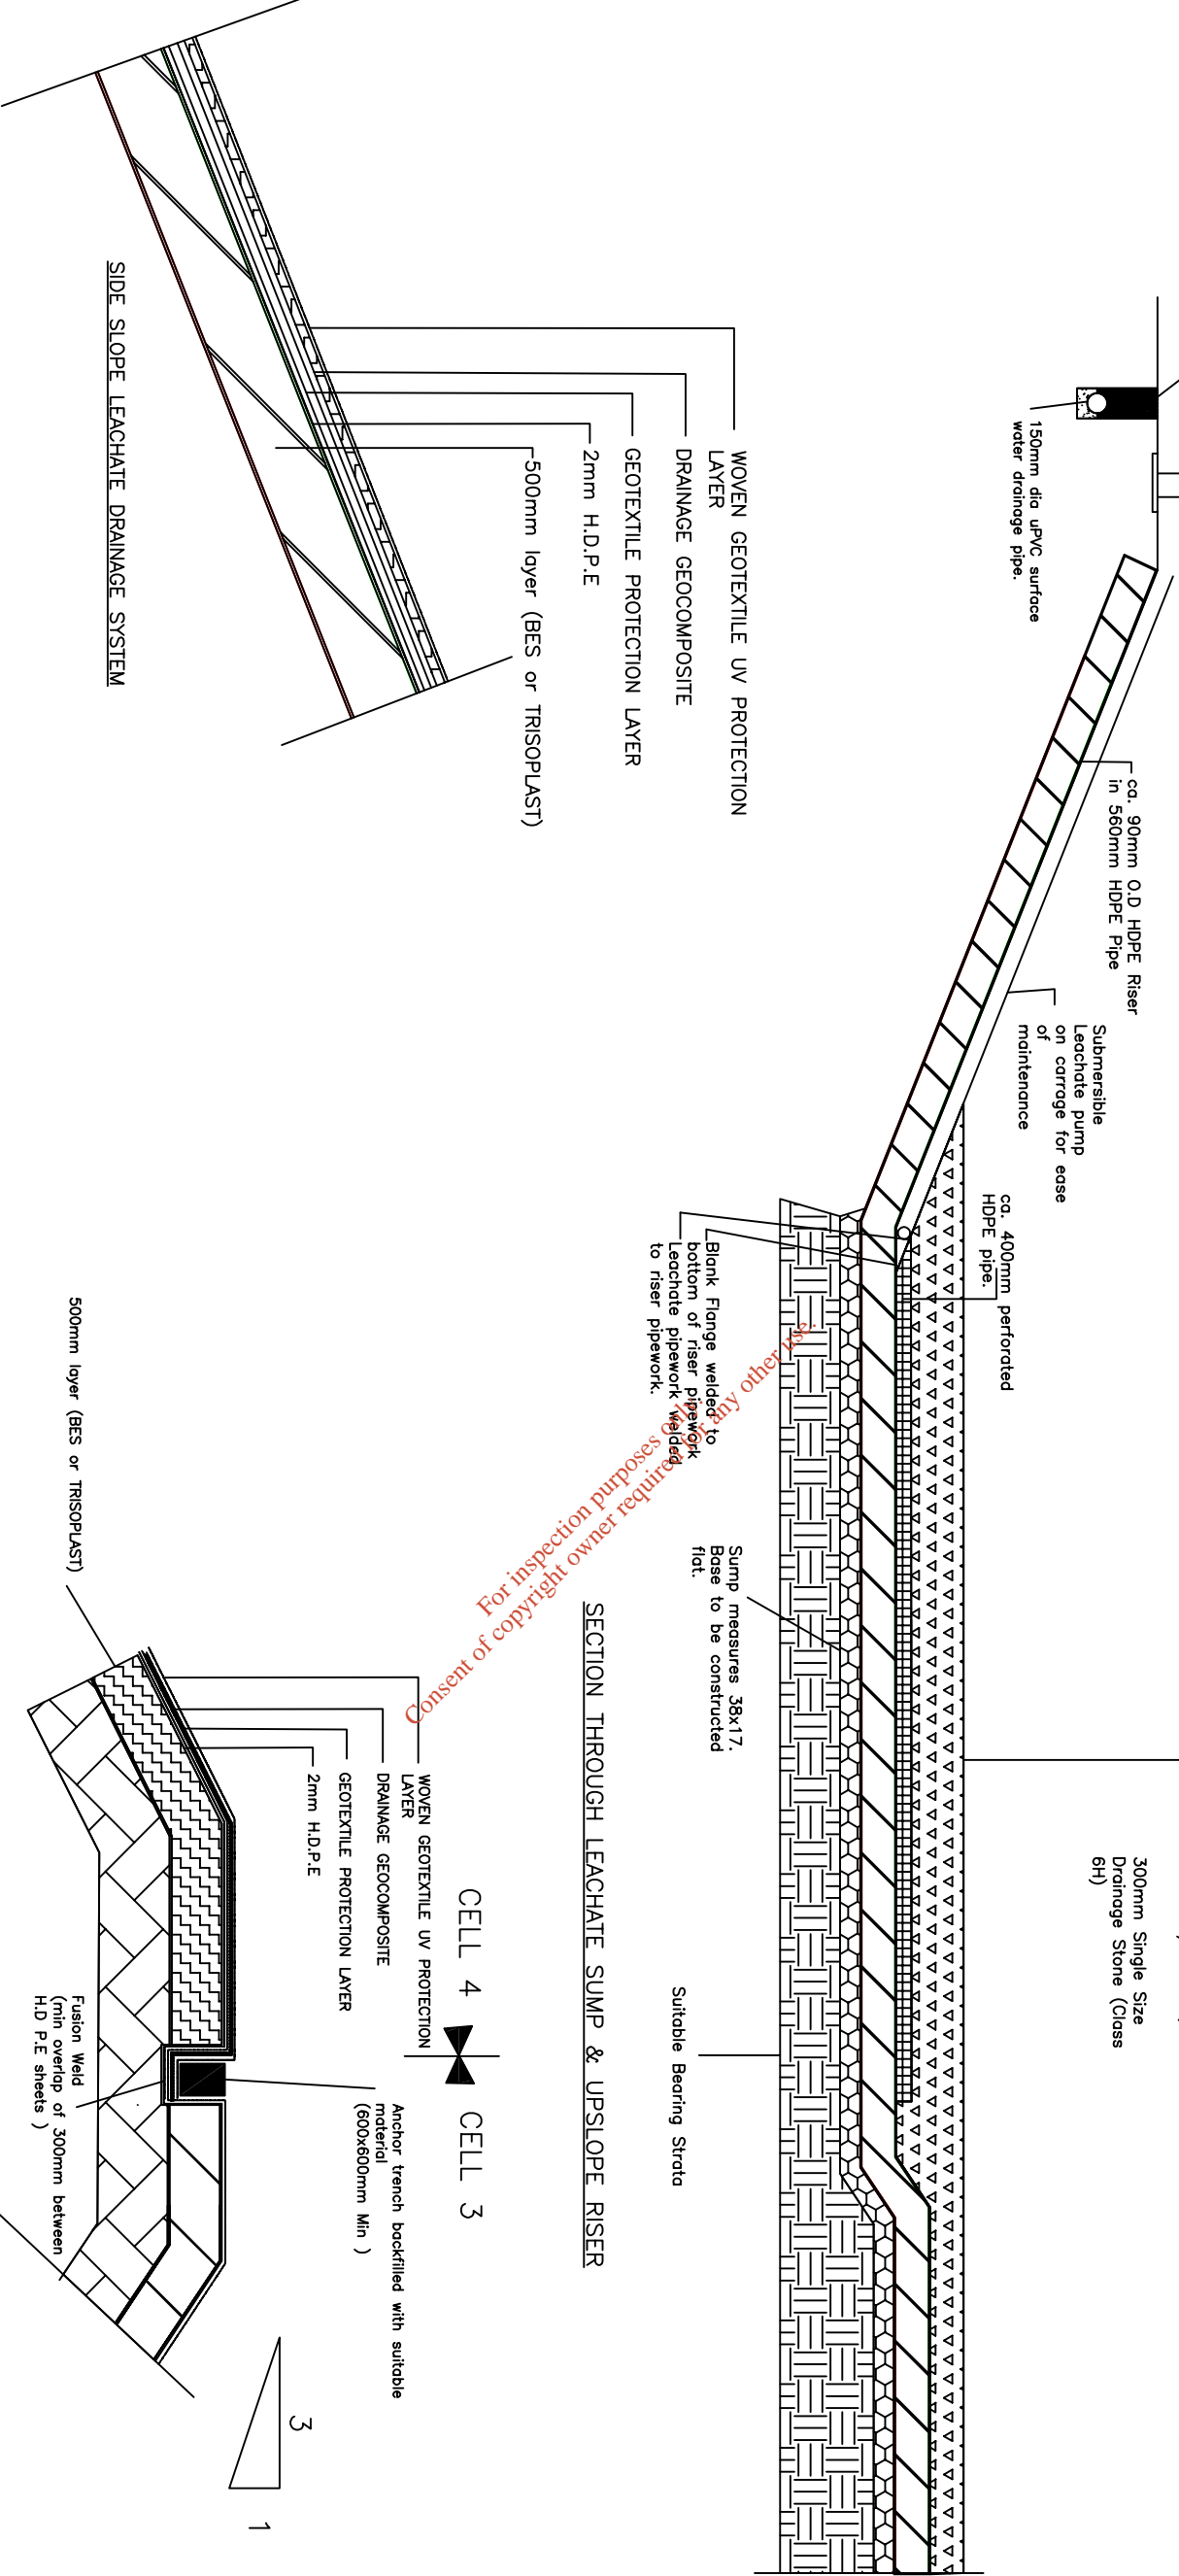 150mm dia uPVC surface
water drainage pipe.
ca. 90mm O.D HDPE Riser
in 560mm HDPE Pipe
Submersible
Leachate pump
on carrage for ease
of
maintenance
ca. 400mm perforated
HDPE pipe.
300mm Single Size
Drainage Stone (Class
6H)
Blank Flange welded to
bottom of riser pipework
Leachate pipework welded
to riser pipework.
Sump measures 38x17.
Base to be constructed
flat.
Suitable Bearing Strata
SECTION THROUGH LEACHATE SUMP & UPSLOPE RISER
WOVEN GEOTEXTILE UV PROTECTION
LAYER
DRAINAGE GEOCOMPOSITE
GEOTEXTILE PROTECTION LAYER
2mm H.D.P.E
500mm layer (BES or TRISOPLAST)
SIDE SLOPE LEACHATE DRAINAGE SYSTEM
CELL 4
CELL 3
WOVEN GEOTEXTILE UV PROTECTION
LAYER
DRAINAGE GEOCOMPOSITE
GEOTEXTILE PROTECTION LAYER
2mm H.D.P.E
500mm layer (BES or TRISOPLAST)
Anchor trench backfilled with suitable
material
(600x600mm Min )
Fusion Weld
(min overlap of 300mm between
H.D P.E sheets )
3
1
For inspection purposes only.
Consent of copyright owner required for any other use.